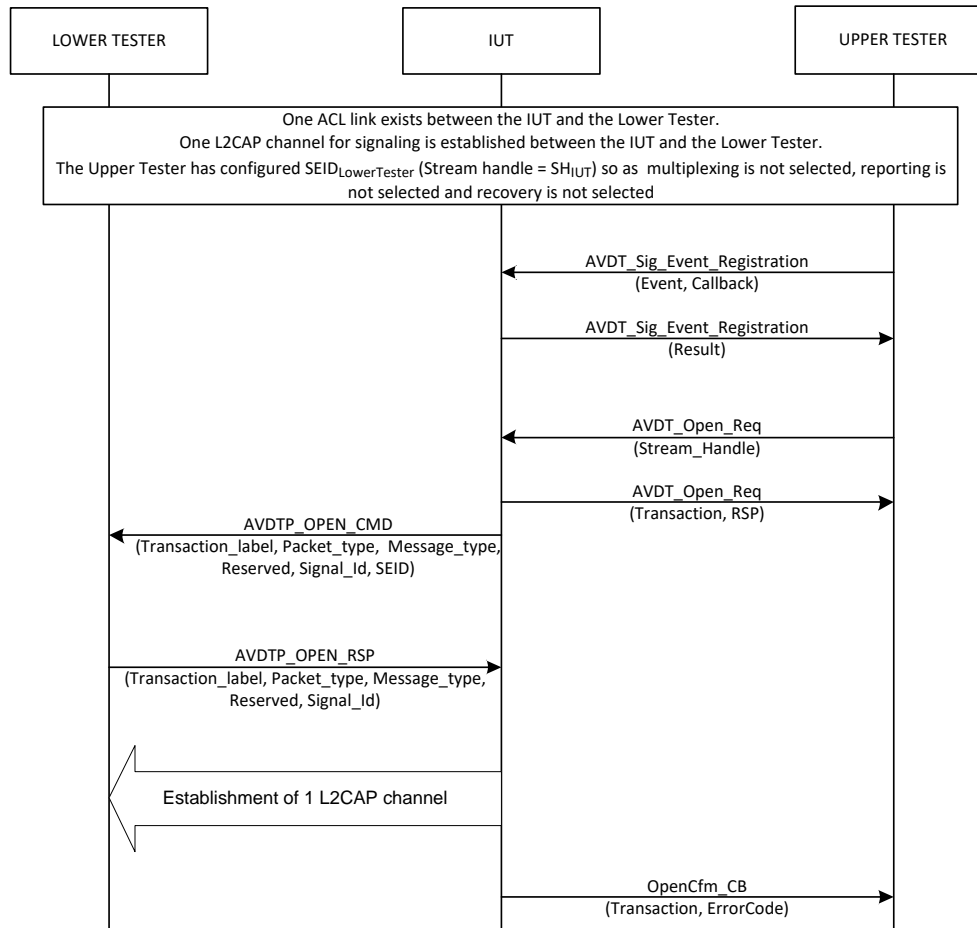 LOWER TESTER
IUT
UPPER TESTER
One ACL link exists between the IUT and the Lower Tester.
One L2CAP channel for signaling is established between the IUT and the Lower Tester.
The Upper Tester has configured SEIDLowerTester (Stream handle = SHIUT) so as  multiplexing is not selected, reporting is
not selected and recovery is not selected
AVDT_Sig_Event_Registration
(Event, Callback)
AVDT_Sig_Event_Registration
(Result)
AVDT_Open_Req
(Stream_Handle)
AVDT_Open_Req
(Transaction, RSP)
AVDTP_OPEN_CMD
(Transaction_label, Packet_type,  Message_type,
Reserved, Signal_Id, SEID)
AVDTP_OPEN_RSP
(Transaction_label, Packet_type, Message_type,
Reserved, Signal_Id)
Establishment of 1 L2CAP channel
OpenCfm_CB
(Transaction, ErrorCode)